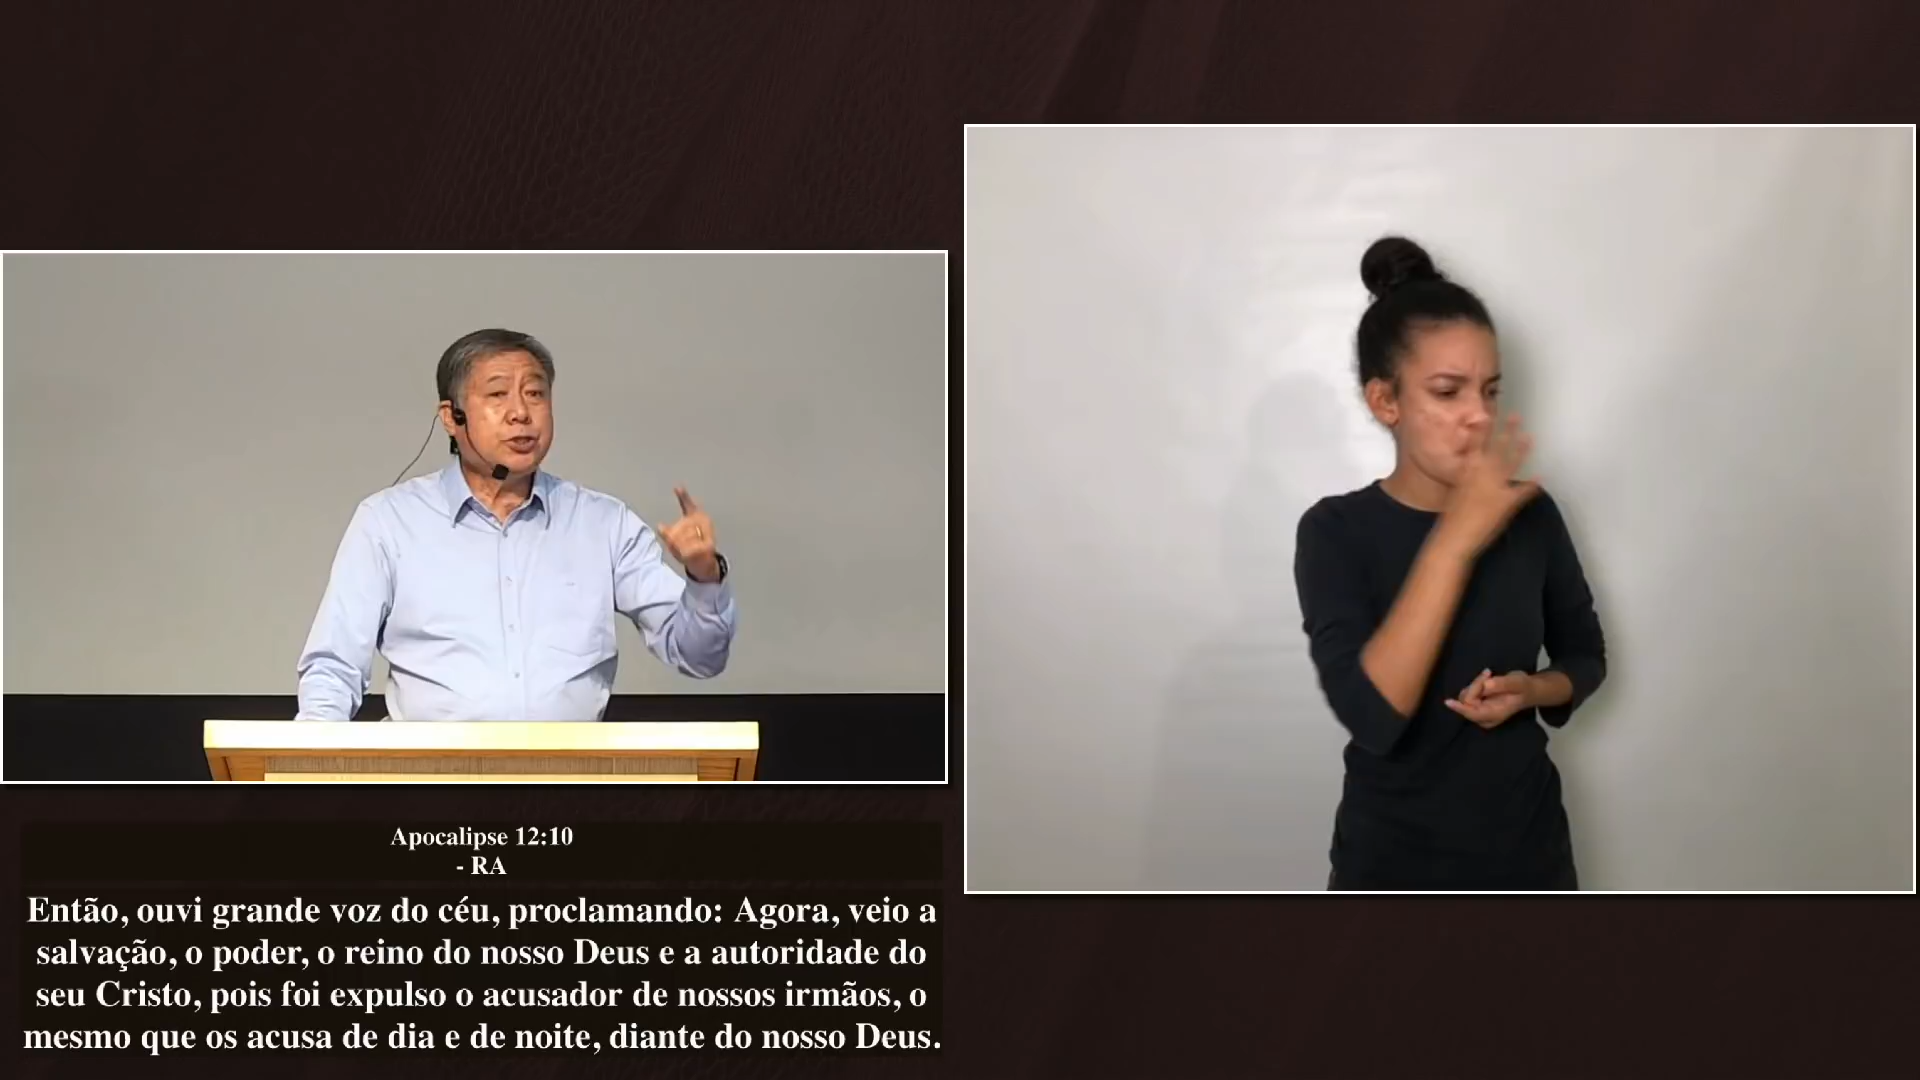 Apocalipse 12:10
- RA
Então, ouvi grande voz do céu, proclamando: Agora, veio a
salvação, o poder, o reino do nosso Deus e a autoridade do
seu Cristo, pois foi expulso o acusador de nossos irmãos, o
mesmo que os acusa de dia e de noite, diante do nosso Deus.